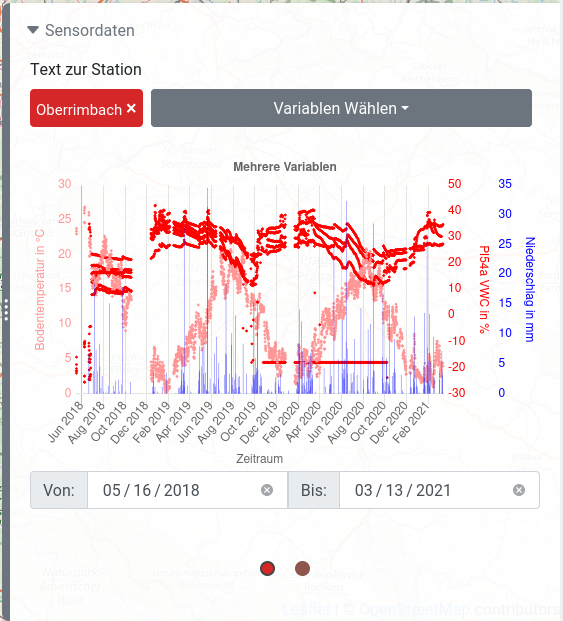 Sensordaten
Text zur Station
Oberrimbach ×
Variablen Wählen
Mehrere Variablen
30
25
20
15
10
5
0
Bodentemperatur in °C
50
40
30
20
10
0
-10
-20
-30
PI54a VWC in %
35
30
25
20
15
10
5
0
Niederschlag in mm
Jun 2018
Aug 2018
Oct 2018
Dec 2018
Feb 2019
Apr 2019
Jun 2019
Aug 2019
Oct 2019
Dec 2019
Feb 2020
Apr 2020
Jun 2020
Aug 2020
Oct 2020
Dec 2020
Feb 2021
Zeitraum
Von: 05 / 16 / 2018 Bis: 03 / 13 / 2021
Leaflet | © OpenStreetMap contributors